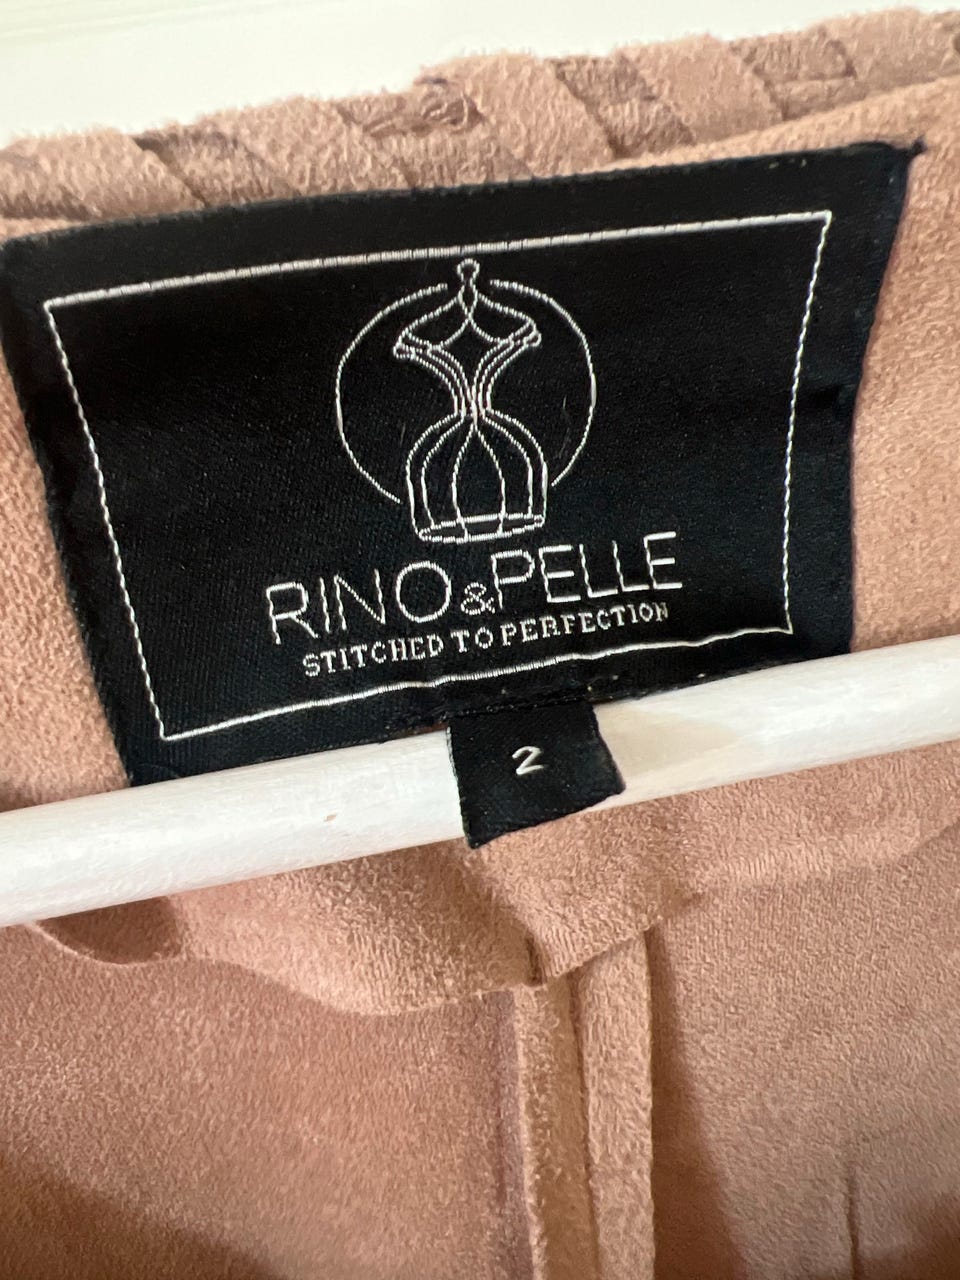 RINO&PELLE
STITCHED TO PERFECTION
2